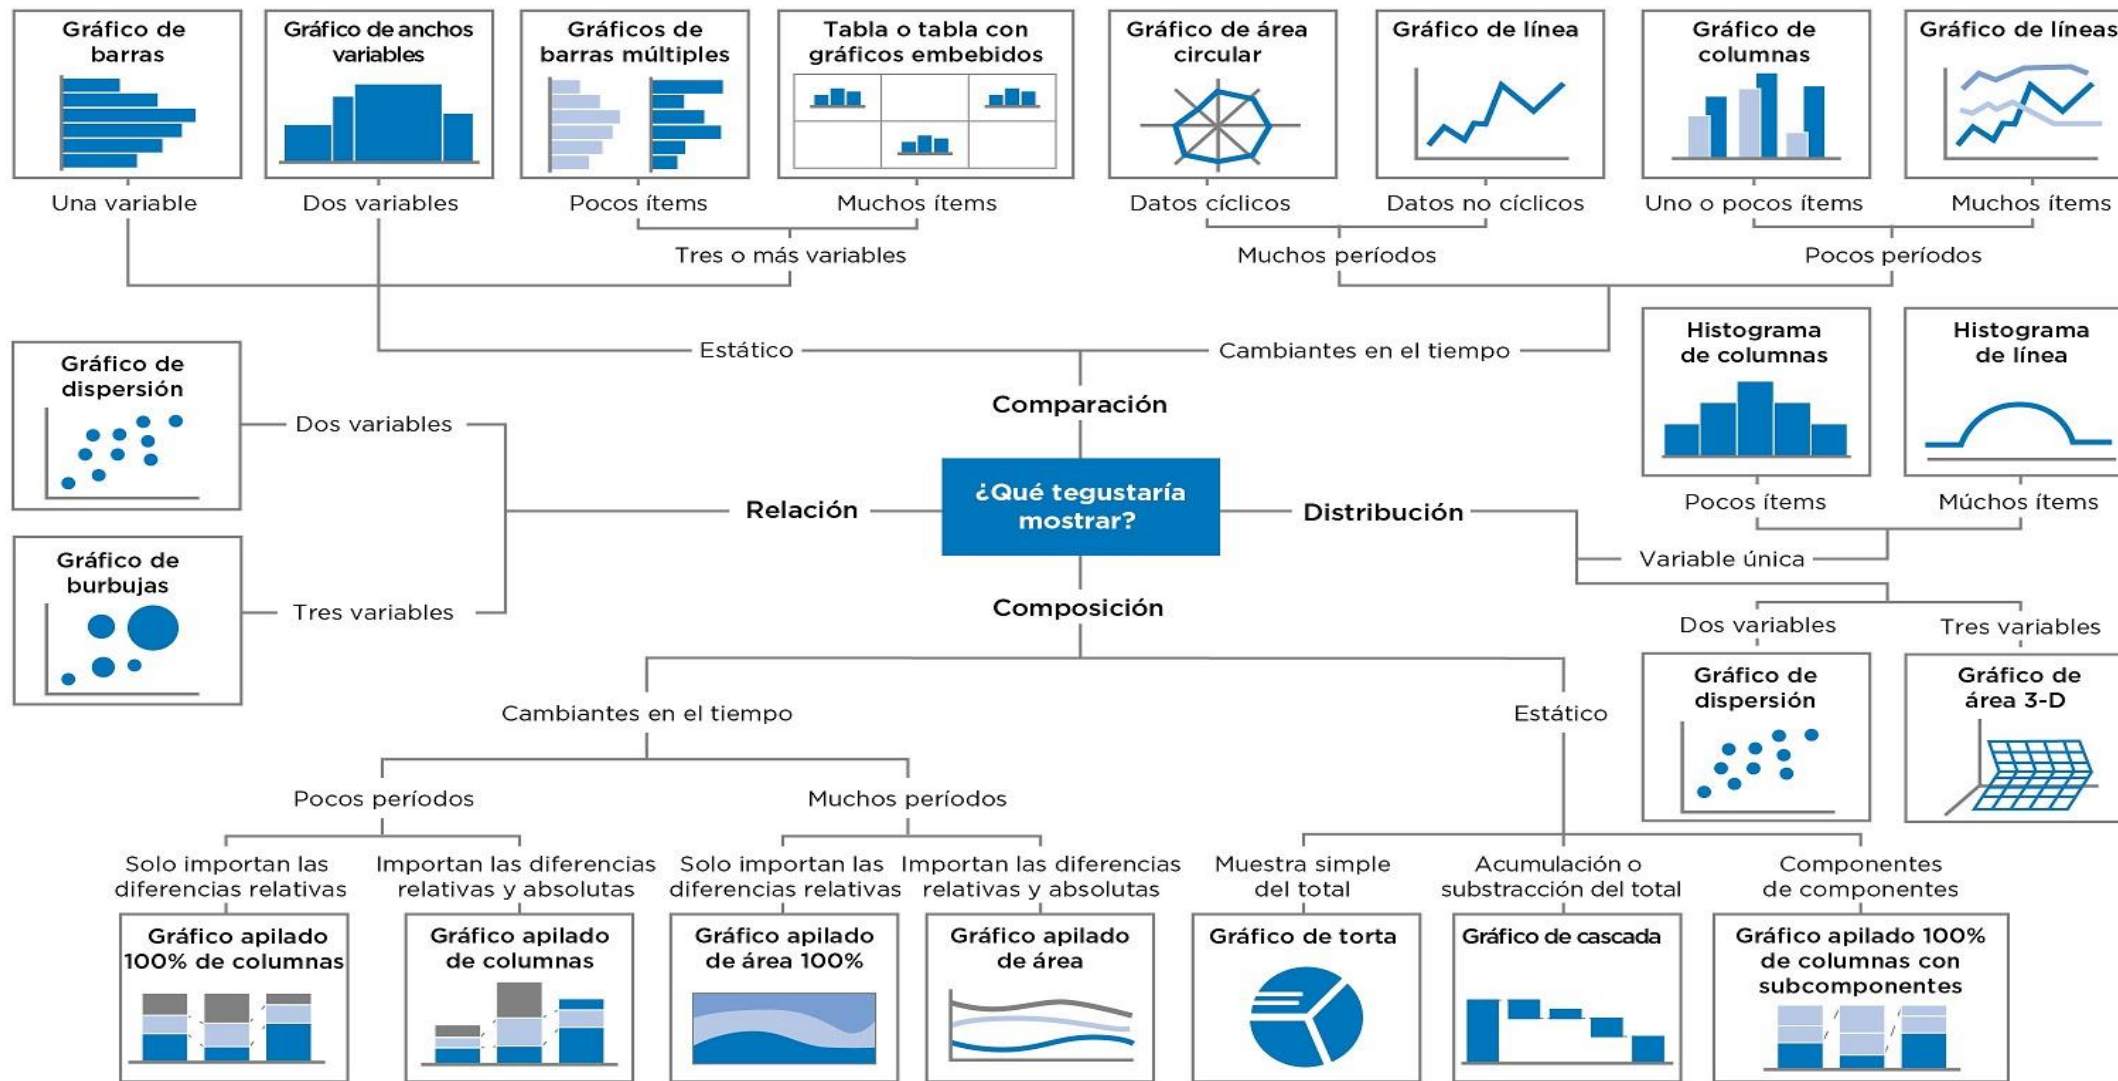 Gráfico de
barras
Gráfico de anchos
variables
Gráficos de
barras múltiples
Tabla o tabla con
gráficos embebidos
Gráfico de área
circular
Gráfico de línea
Gráfico de
columnas
Gráfico de líneas
Una variable
Dos variables
Pocos ítems
Muchos ítems
Datos cíclicos
Datos no cíclicos
Uno o pocos ítems
Muchos ítems
Tres o más variables
Muchos períodos
Pocos períodos
Estático
Cambiantes en el tiempo
Comparación
Histograma
de columnas
Histograma
de línea
Gráfico de
dispersión
Dos variables
Pocos ítems
Múchos ítems
Relación
¿Qué tegustaría
mostrar?
Distribución
Variable única
Gráfico de
burbujas
Tres variables
Composición
Dos variables
Tres variables
Gráfico de
dispersión
Gráfico de
área 3-D
Cambiantes en el tiempo
Estático
Pocos períodos
Muchos períodos
Solo importan las
diferencias relativas
Importan las diferencias
relativas y absolutas
Solo importan las
diferencias relativas
Importan las diferencias
relativas y absolutas
Muestra simple
del total
Acumulación o
substracción del total
Componentes
de componentes
Gráfico apilado
100% de columnas
Gráfico apilado
de columnas
Gráfico apilado
de área 100%
Gráfico apilado
de área
Gráfico de torta
Gráfico de cascada
Gráfico apilado 100%
de columnas con
subcomponentes